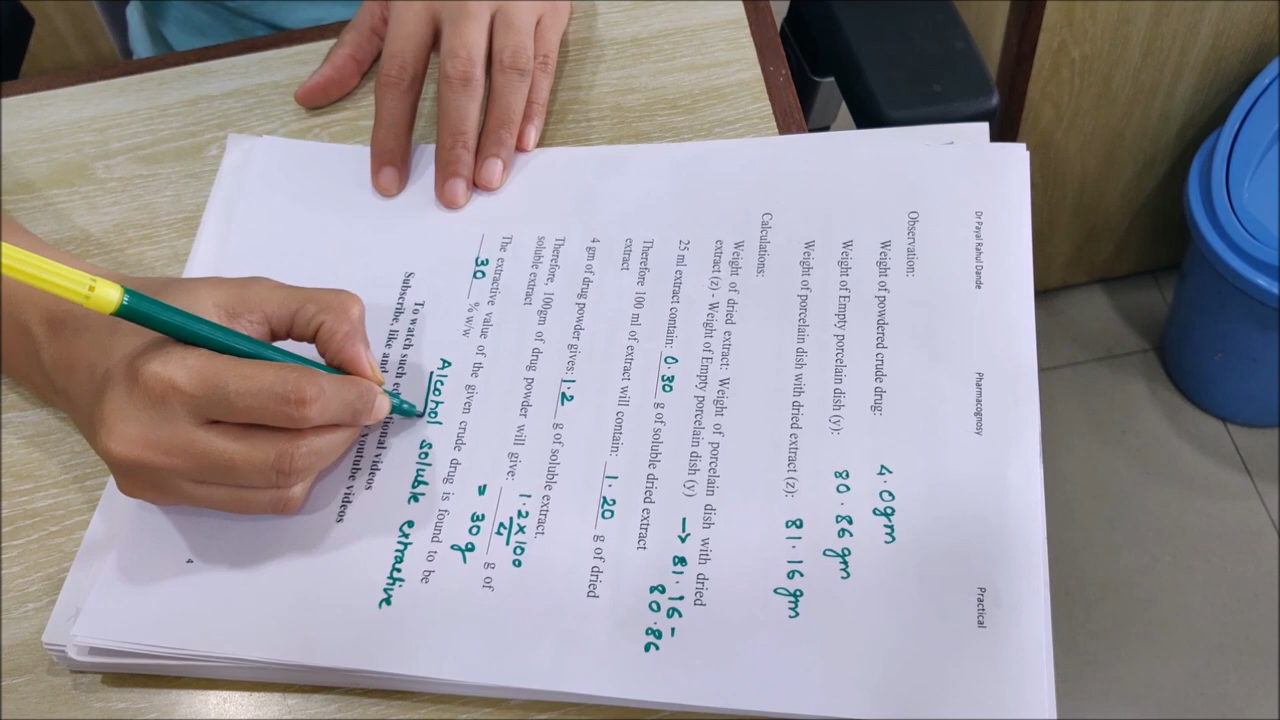 Dr Payal Rahul Dande Pharmacognosy Practical
Observation:
Weight of powdered crude drug: 4.0gm
Weight of Empty porcelain dish (y): 80.86 gm
Weight of porcelain dish with dried extract (z): 81.16 gm
Calculations:
Weight of dried extract: Weight of porcelain dish with dried
extract (z) - Weight of Empty porcelain dish (y) → 81.16 -
80.86
25 ml extract contain: 0.30 g of soluble dried extract
Therefore 100 ml of extract will contain: 1.20 g of dried
extract
4 gm of drug powder gives: 1.2 g of soluble extract.
Therefore, 100gm of drug powder will give: 1.2 x 100 / 4 g of
soluble extract = 30g
The extractive value of the given crude drug is found to be
30 % w/w Alcohol soluble extractive
To watch such videos
Subscribe, like and youtube videos
4